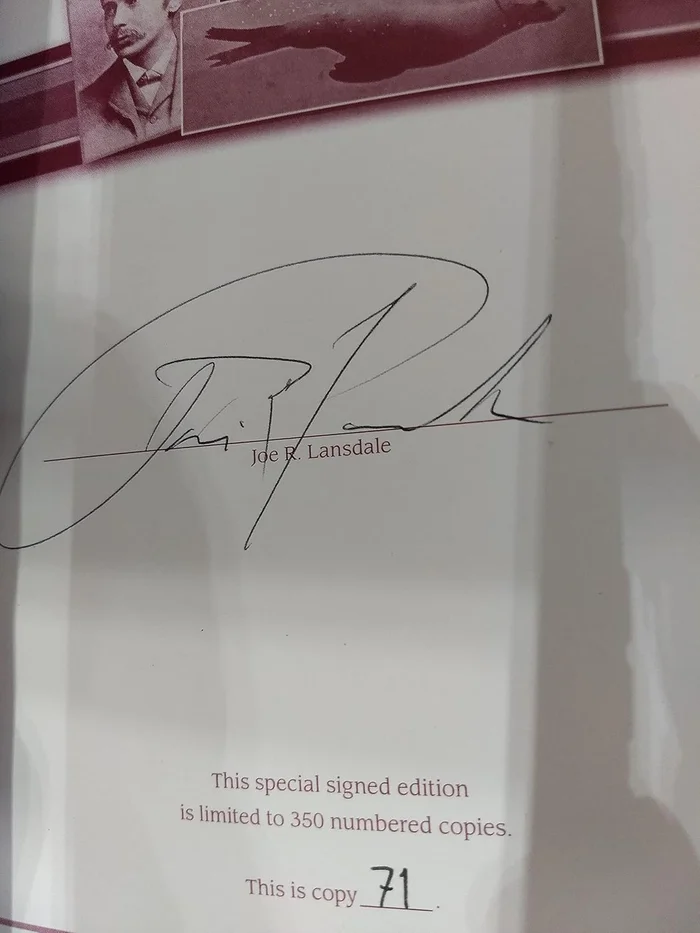 Joe R. Lansdale
This special signed edition
is limited to 350 numbered copies.
This is copy 71.